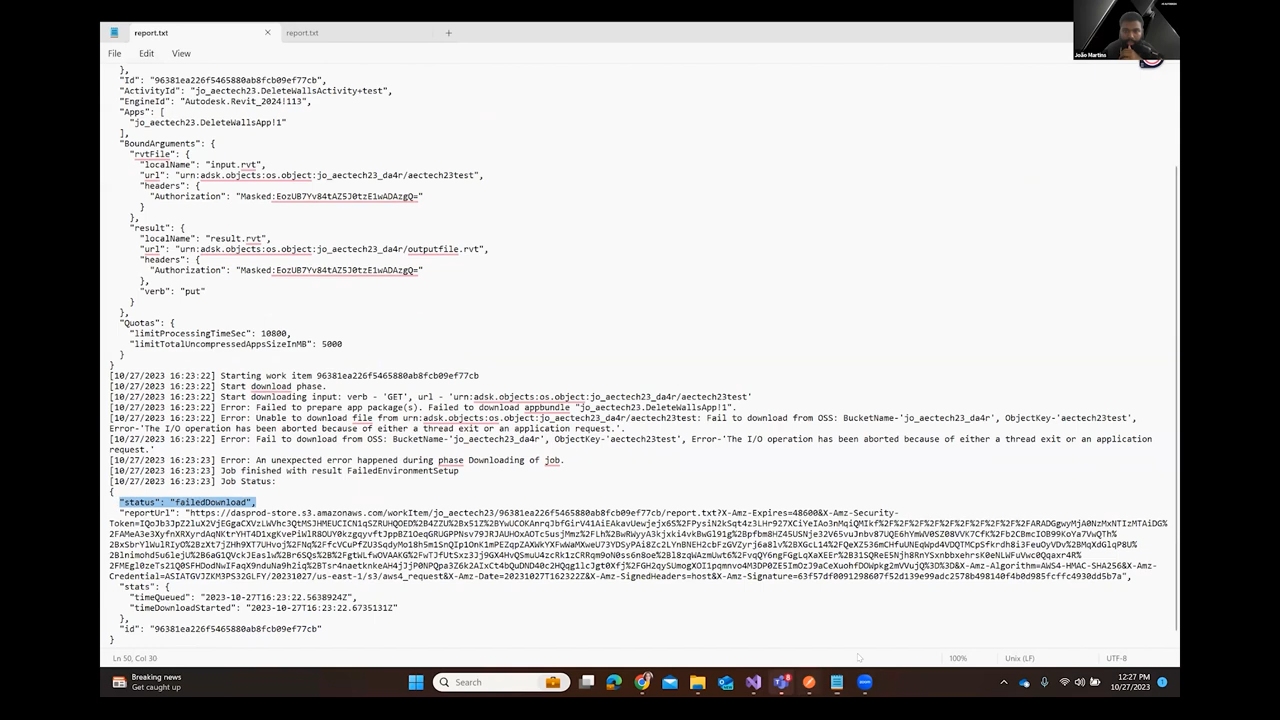 report.txt
report.txt
File
Edit
View
João Martins
},
"Id": "96381ea226f5465880ab8fcb09ef77cb",
"ActivityId": "jo_aectech23.DeleteWallsActivity+test",
"EngineId": "Autodesk.Revit_2024!113",
"Apps": [
"jo_aectech23.DeleteWallsApp!1"
],
"BoundArguments": {
"rvtFile": {
"localName": "input.rvt",
"url": "urn:adsk.objects:os.object:jo_aectech23_da4r/aectech23test",
"headers": {
"Authorization": "Masked:EozUB7Yv84tAZ5J0tzE1wADAzgQ="
}
},
"result": {
"localName": "result.rvt",
"url": "urn:adsk.objects:os.object:jo_aectech23_da4r/outputfile.rvt",
"headers": {
"Authorization": "Masked:EozUB7Yv84tAZ5J0tzE1wADAzgQ="
},
"verb": "put"
}
},
"Quotas": {
"limitProcessingTimeSec": 10800,
"limitTotalUncompressedAppsSizeInMB": 5000
}
}
[10/27/2023 16:23:22] Starting work item 96381ea226f5465880ab8fcb09ef77cb
[10/27/2023 16:23:22] Start download phase.
[10/27/2023 16:23:22] Start downloading input: verb - 'GET', url - 'urn:adsk.objects:os.object:jo_aectech23_da4r/aectech23test'
[10/27/2023 16:23:22] Error: Failed to prepare app package(s). Failed to download appbundle "jo_aectech23.DeleteWallsApp!1".
[10/27/2023 16:23:22] Error: Unable to download file from urn:adsk.objects:os.object:jo_aectech23_da4r/aectech23test: Fail to download from OSS: BucketName-'jo_aectech23_da4r', ObjectKey-'aectech23test',
Error-'The I/O operation has been aborted because of either a thread exit or an application request.'.
[10/27/2023 16:23:22] Error: Fail to download from OSS: BucketName-'jo_aectech23_da4r', ObjectKey-'aectech23test', Error-'The I/O operation has been aborted because of either a thread exit or an application
request.'
[10/27/2023 16:23:23] Error: An unexpected error happened during phase Downloading of job.
[10/27/2023 16:23:23] Job finished with result FailedEnvironmentSetup
[10/27/2023 16:23:23] Job Status:
{
"status": "failedDownload",
"reportUrl": "https://dasprod-store.s3.amazonaws.com/workItem/jo_aectech23/96381ea226f5465880ab8fcb09ef77cb/report.txt?X-Amz-Expires=48600&X-Amz-Security-
"stats": {
"timeQueued": "2023-10-27T16:23:22.5638924Z",
"timeDownloadStarted": "2023-10-27T16:23:22.6735131Z"
},
"id": "96381ea226f5465880ab8fcb09ef77cb"
}
Ln 50, Col 30
100%
Unix (LF)
UTF-8
Breaking news
Get caught up
Search
8
12:27 PM
10/27/2023
1